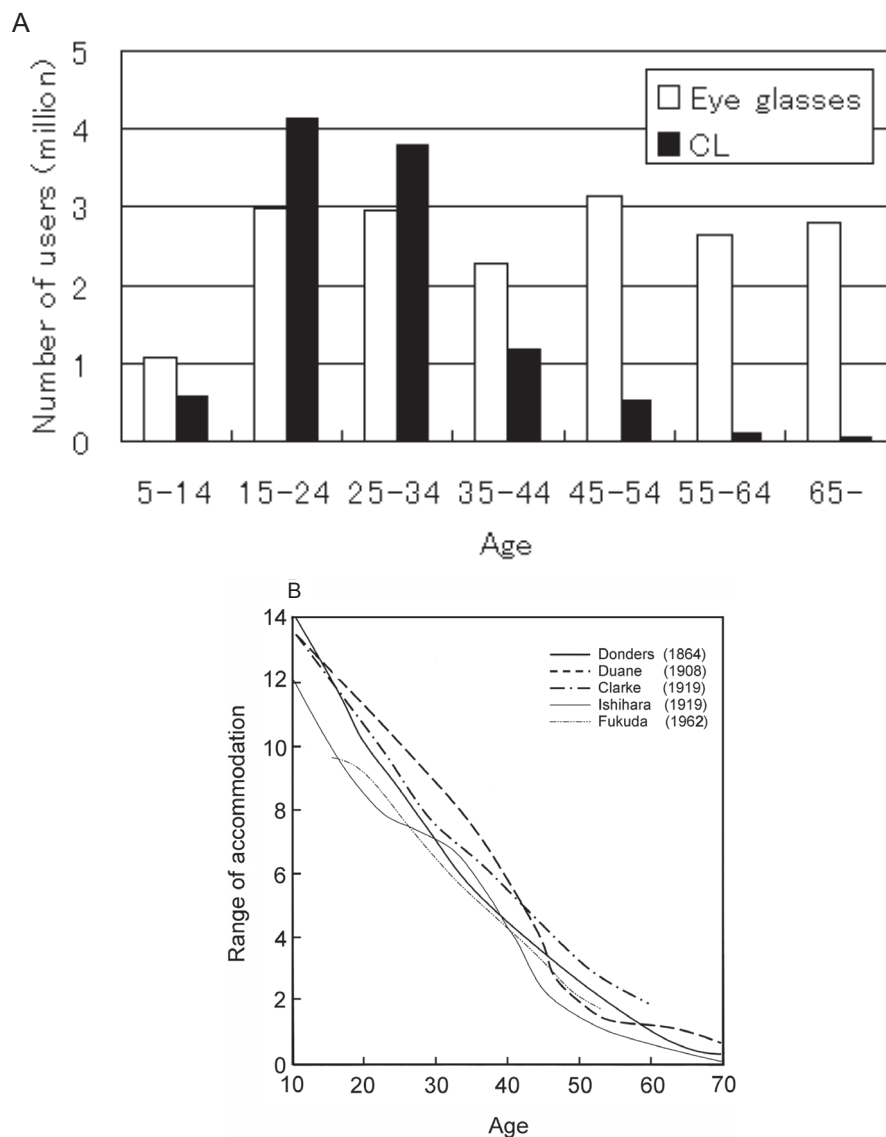 A
Number of users (million)
5
4
3
2
1
0
Eye glasses
CL
5-14 15-24 25-34 35-44 45-54 55-64 65-
Age
B
Range of accommodation
14
12
10
8
6
4
2
0
Donders (1864)
Duane (1908)
Clarke (1919)
Ishihara (1919)
Fukuda (1962)
10 20 30 40 50 60 70
Age